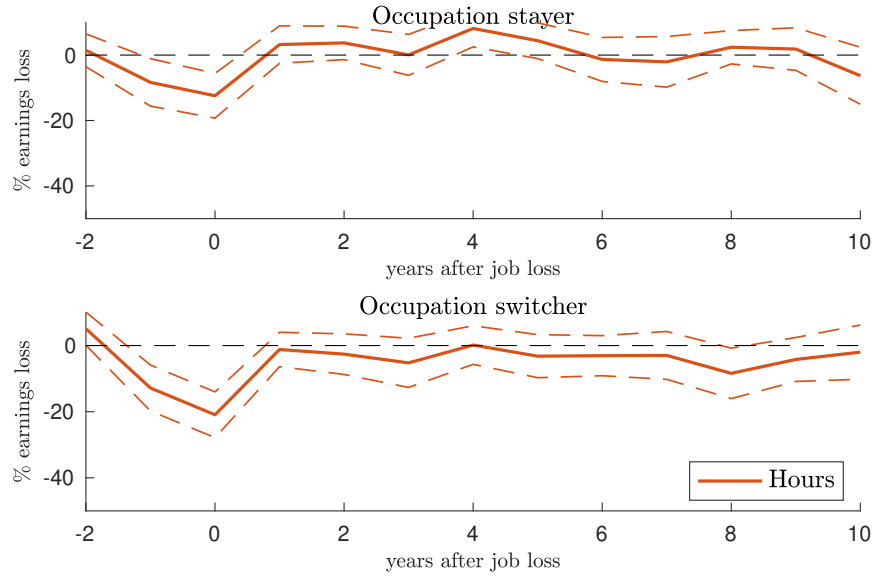 Occupation stayer
0
-20
-40
% earnings loss
-2 0 2 4 6 8 10
years after job loss
Occupation switcher
0
-20
-40
% earnings loss
Hours
-2 0 2 4 6 8 10
years after job loss